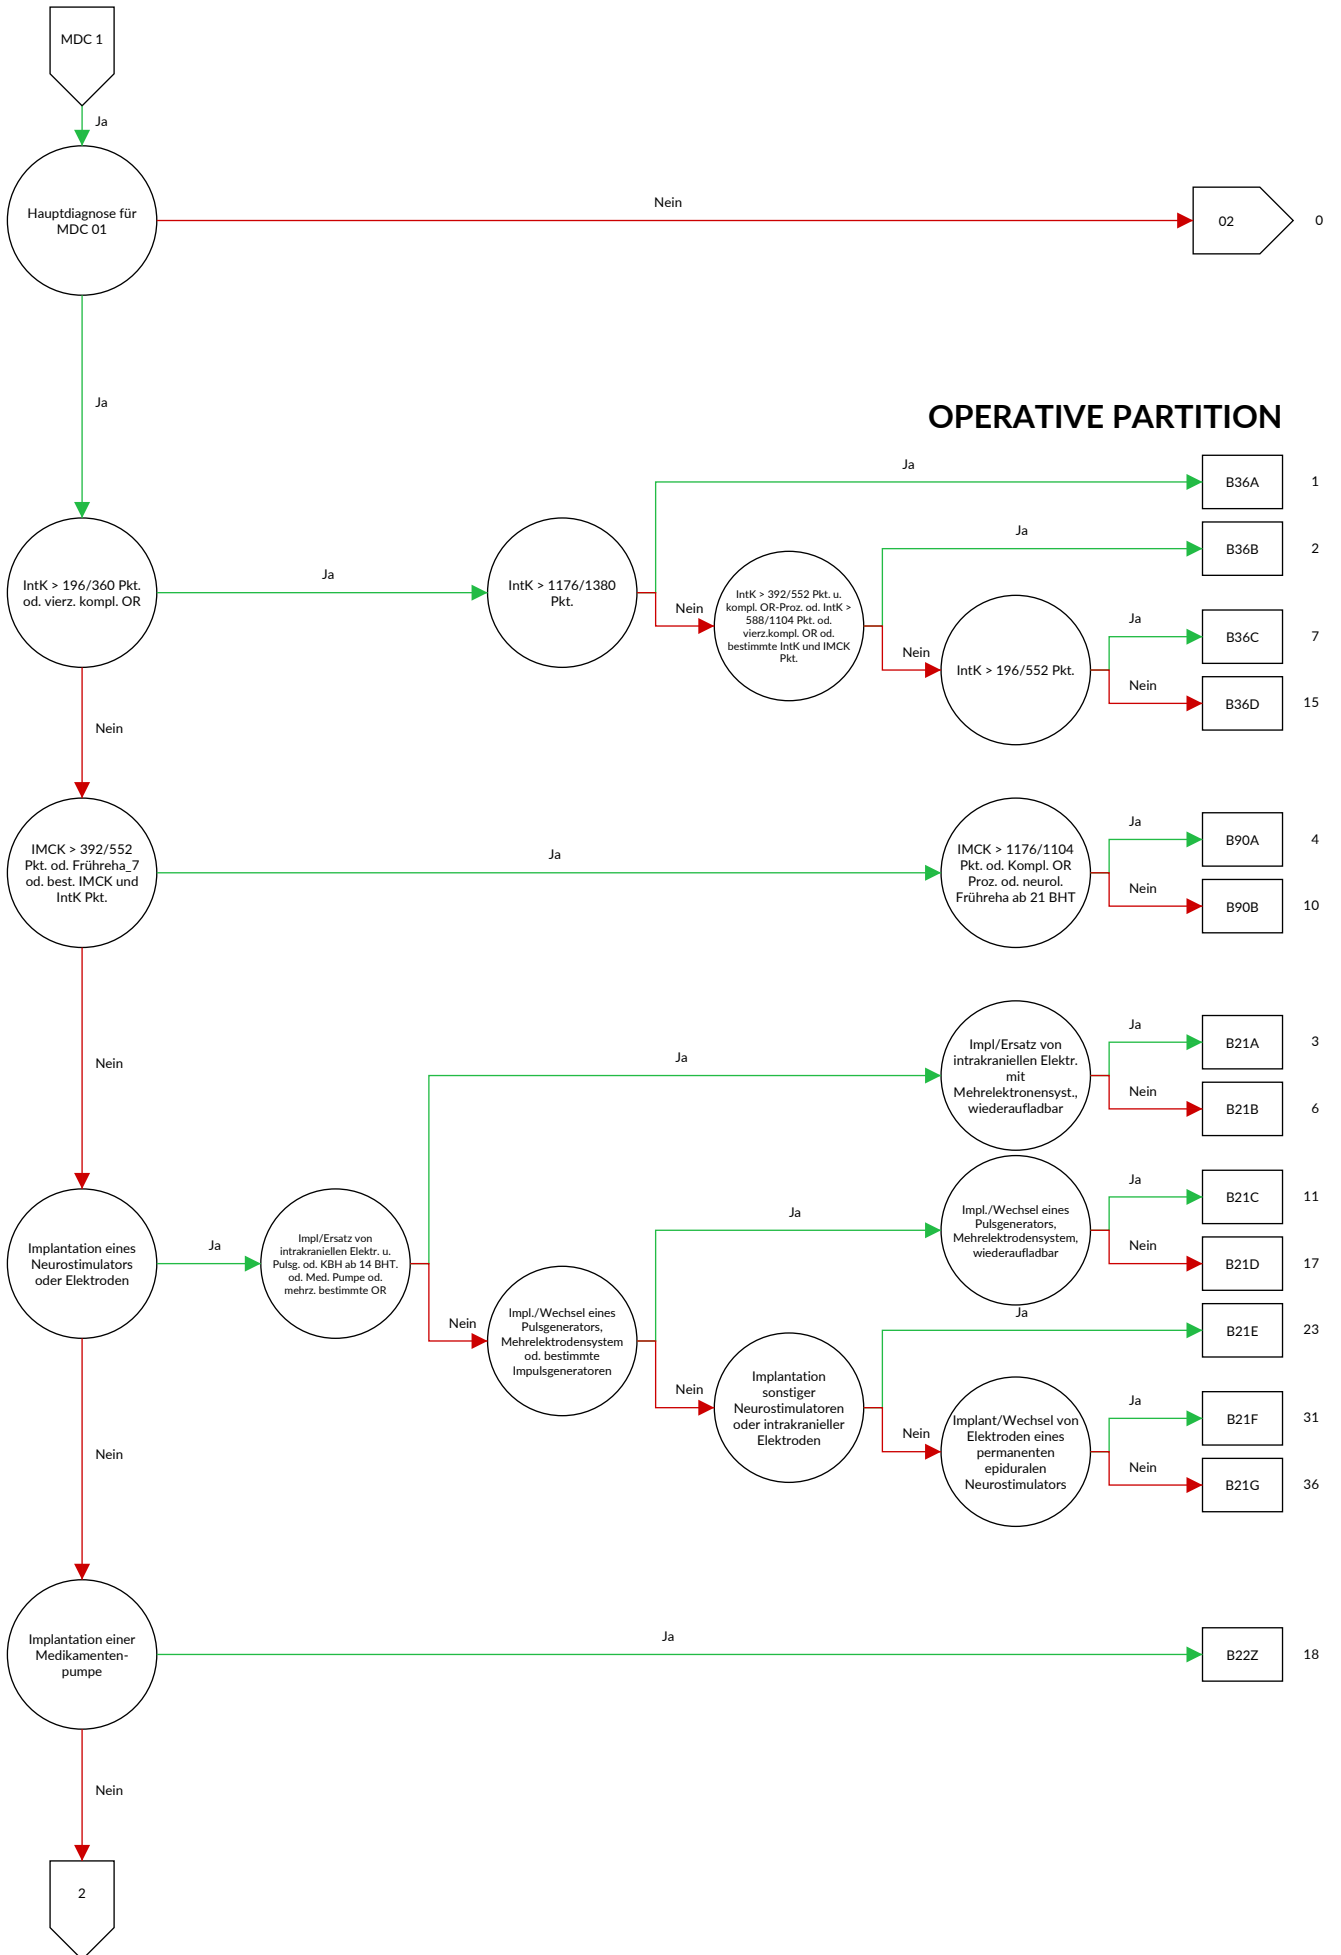 MDC 1
Ja
Hauptdiagnose für
MDC 01
Nein
02
0
Ja
OPERATIVE PARTITION
IntK > 196/360 Pkt.
od. vierz. kompl. OR
Ja
IntK > 1176/1380
Pkt.
Ja
B36A
1
Nein
IntK > 392/552 Pkt. u.
kompl. OR-Proz. od. IntK >
588/1104 Pkt. od.
vierz.kompl. OR od.
bestimmte IntK und IMCK
Pkt.
Ja
B36B
2
Nein
IntK > 196/552 Pkt.
Ja
B36C
7
Nein
B36D
15
Nein
IMCK > 392/552
Pkt. od. Frühreha_7
od. best. IMCK und
IntK Pkt.
Ja
IMCK > 1176/1104
Pkt. od. Kompl. OR
Proz. od. neurol.
Frühreha ab 21 BHT
Ja
B90A
4
Nein
B90B
10
Nein
Implantation eines
Neurostimulators
oder Elektroden
Ja
Impl/Ersatz von
intrakraniellen Elektr. u.
Pulsg. od. KBH ab 14 BHT.
od. Med. Pumpe od.
mehrz. bestimmte OR
Ja
Impl/Ersatz von
intrakraniellen Elektr.
mit
Mehrelektronensyst.,
wiederaufladbar
Ja
B21A
3
Nein
B21B
6
Nein
Impl./Wechsel eines
Pulsgenerators,
Mehrelektrodensystem
od. bestimmte
Impulsgeneratoren
Ja
Impl./Wechsel eines
Pulsgenerators,
Mehrelektrodensystem,
wiederaufladbar
Ja
B21C
11
Nein
B21D
17
Nein
Implantation
sonstiger
Neurostimulatoren
oder intrakranieller
Elektroden
Ja
B21E
23
Nein
Implant/Wechsel von
Elektroden eines
permanenten
epiduralen
Neurostimulators
Ja
B21F
31
Nein
B21G
36
Nein
Implantation einer
Medikamenten-
pumpe
Ja
B22Z
18
Nein
2